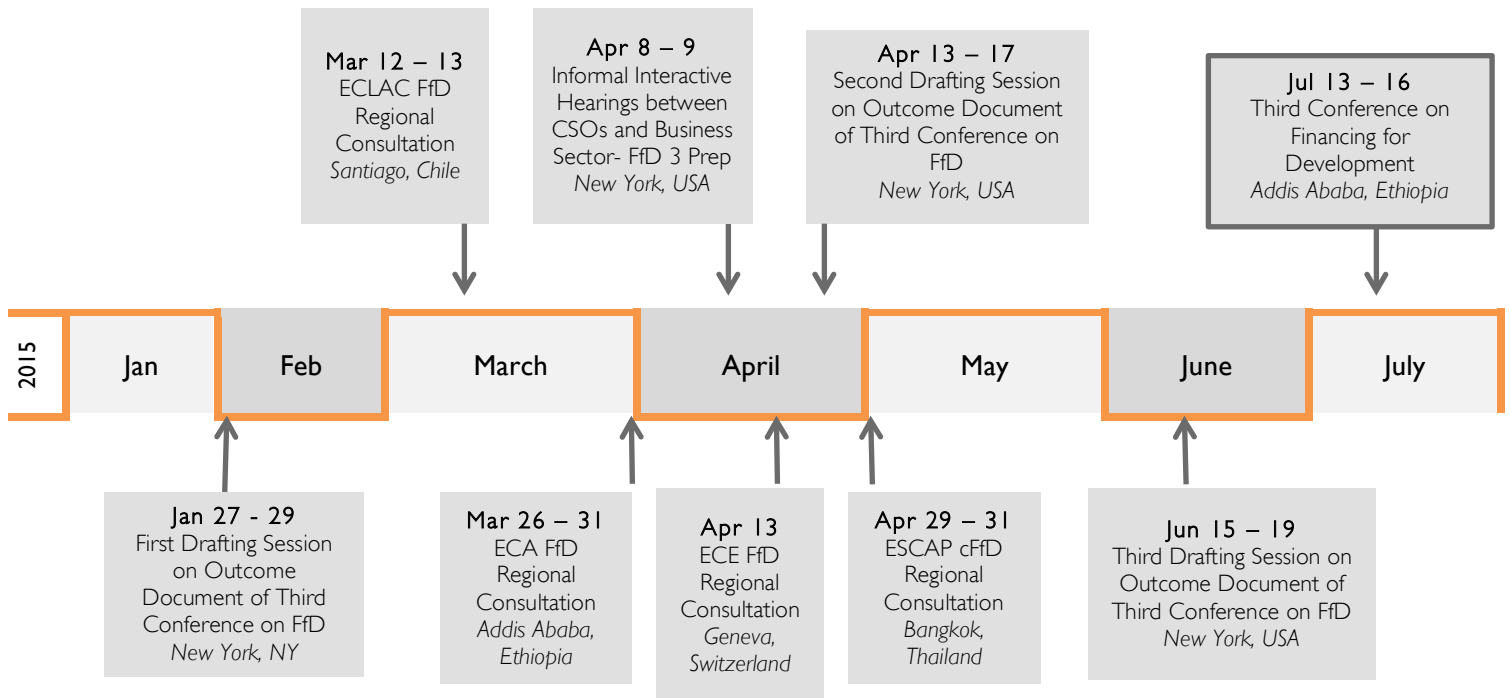 Mar 12 – 13
ECLAC FfD
Regional
Consultation
Santiago, Chile
Apr 8 – 9
Informal Interactive
Hearings between
CSOs and Business
Sector- FfD 3 Prep
New York, USA
Apr 13 – 17
Second Drafting Session
on Outcome Document
of Third Conference on
FfD
New York, USA
Jul 13 – 16
Third Conference on
Financing for
Development
Addis Ababa, Ethiopia
2015
Jan
Feb
March
April
May
June
July
Jan 27 - 29
First Drafting Session
on Outcome
Document of Third
Conference on FfD
New York, NY
Mar 26 – 31
ECA FfD
Regional
Consultation
Addis Ababa,
Ethiopia
Apr 13
ECE FfD
Regional
Consultation
Geneva,
Switzerland
Apr 29 – 31
ESCAP cFfD
Regional
Consultation
Bangkok,
Thailand
Jun 15 – 19
Third Drafting Session on
Outcome Document of
Third Conference on FfD
New York, USA